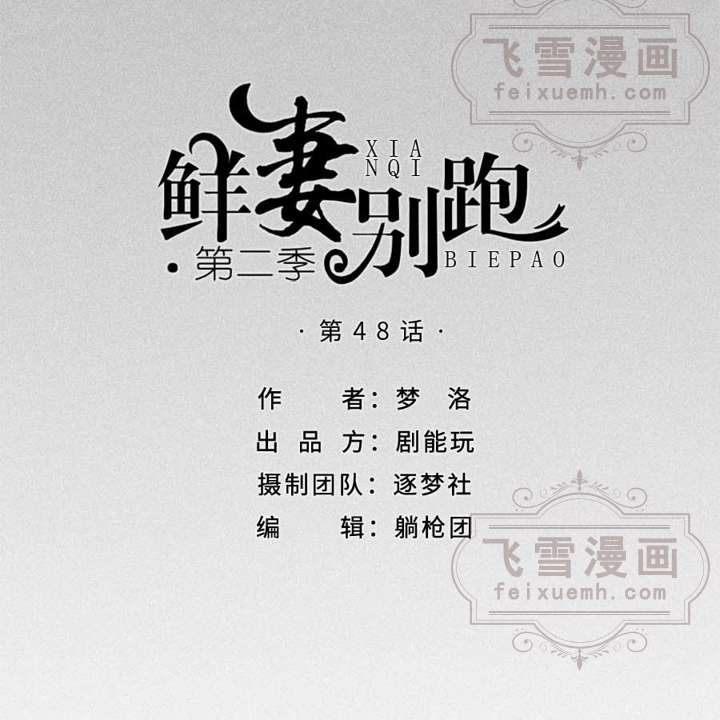 飞雪漫画
feixuemh.com
鲜妻别跑
XIA
NQI
BIEPAO
·第二季
·第48话·
作者：梦洛
出品方：剧能玩
摄制团队：逐梦社
编辑：躺枪团
飞雪漫画
feixuemh.com